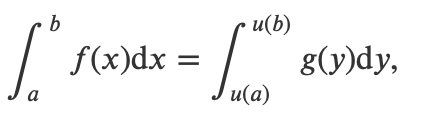 ∫_a^b f(x)dx = ∫_{u(a)}^{u(b)} g(y)dy,